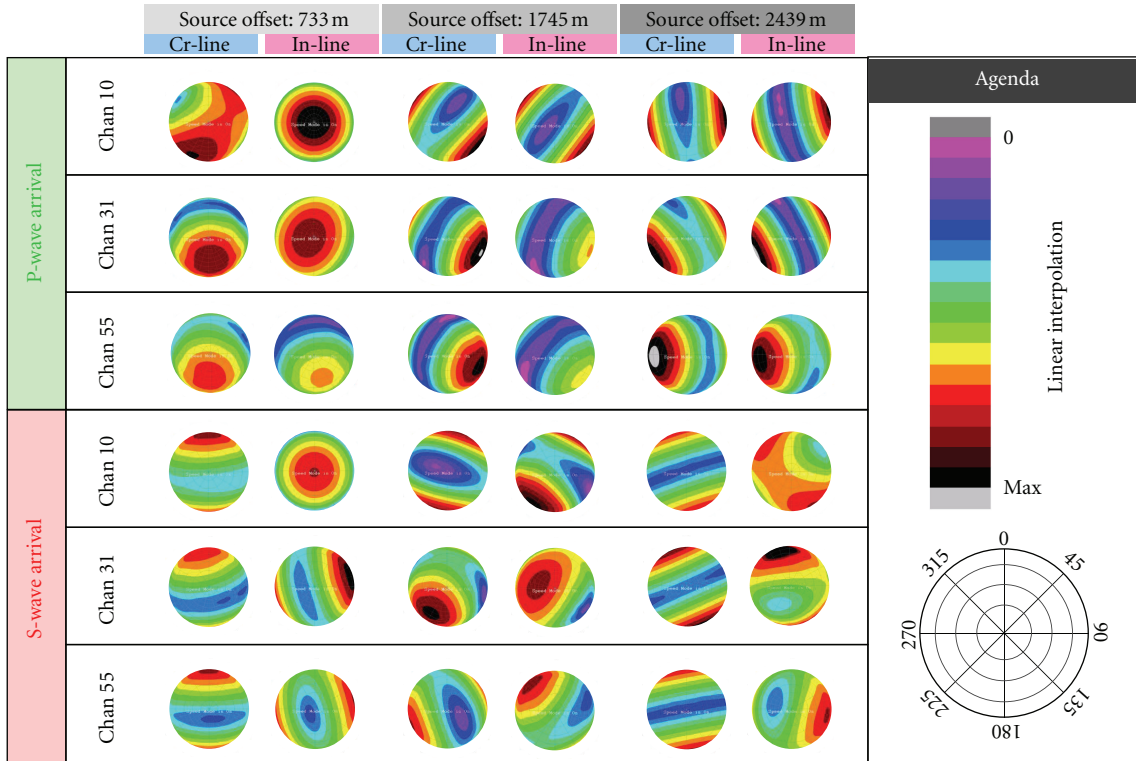 Source offset: 733 m
Source offset: 1745 m
Source offset: 2439 m
Cr-line
In-line
Cr-line
In-line
Cr-line
In-line
P-wave arrival
Chan 10
Chan 31
Chan 55
S-wave arrival
Chan 10
Chan 31
Chan 55
Agenda
0
Linear interpolation
Max
0
45
90
135
180
225
270
315